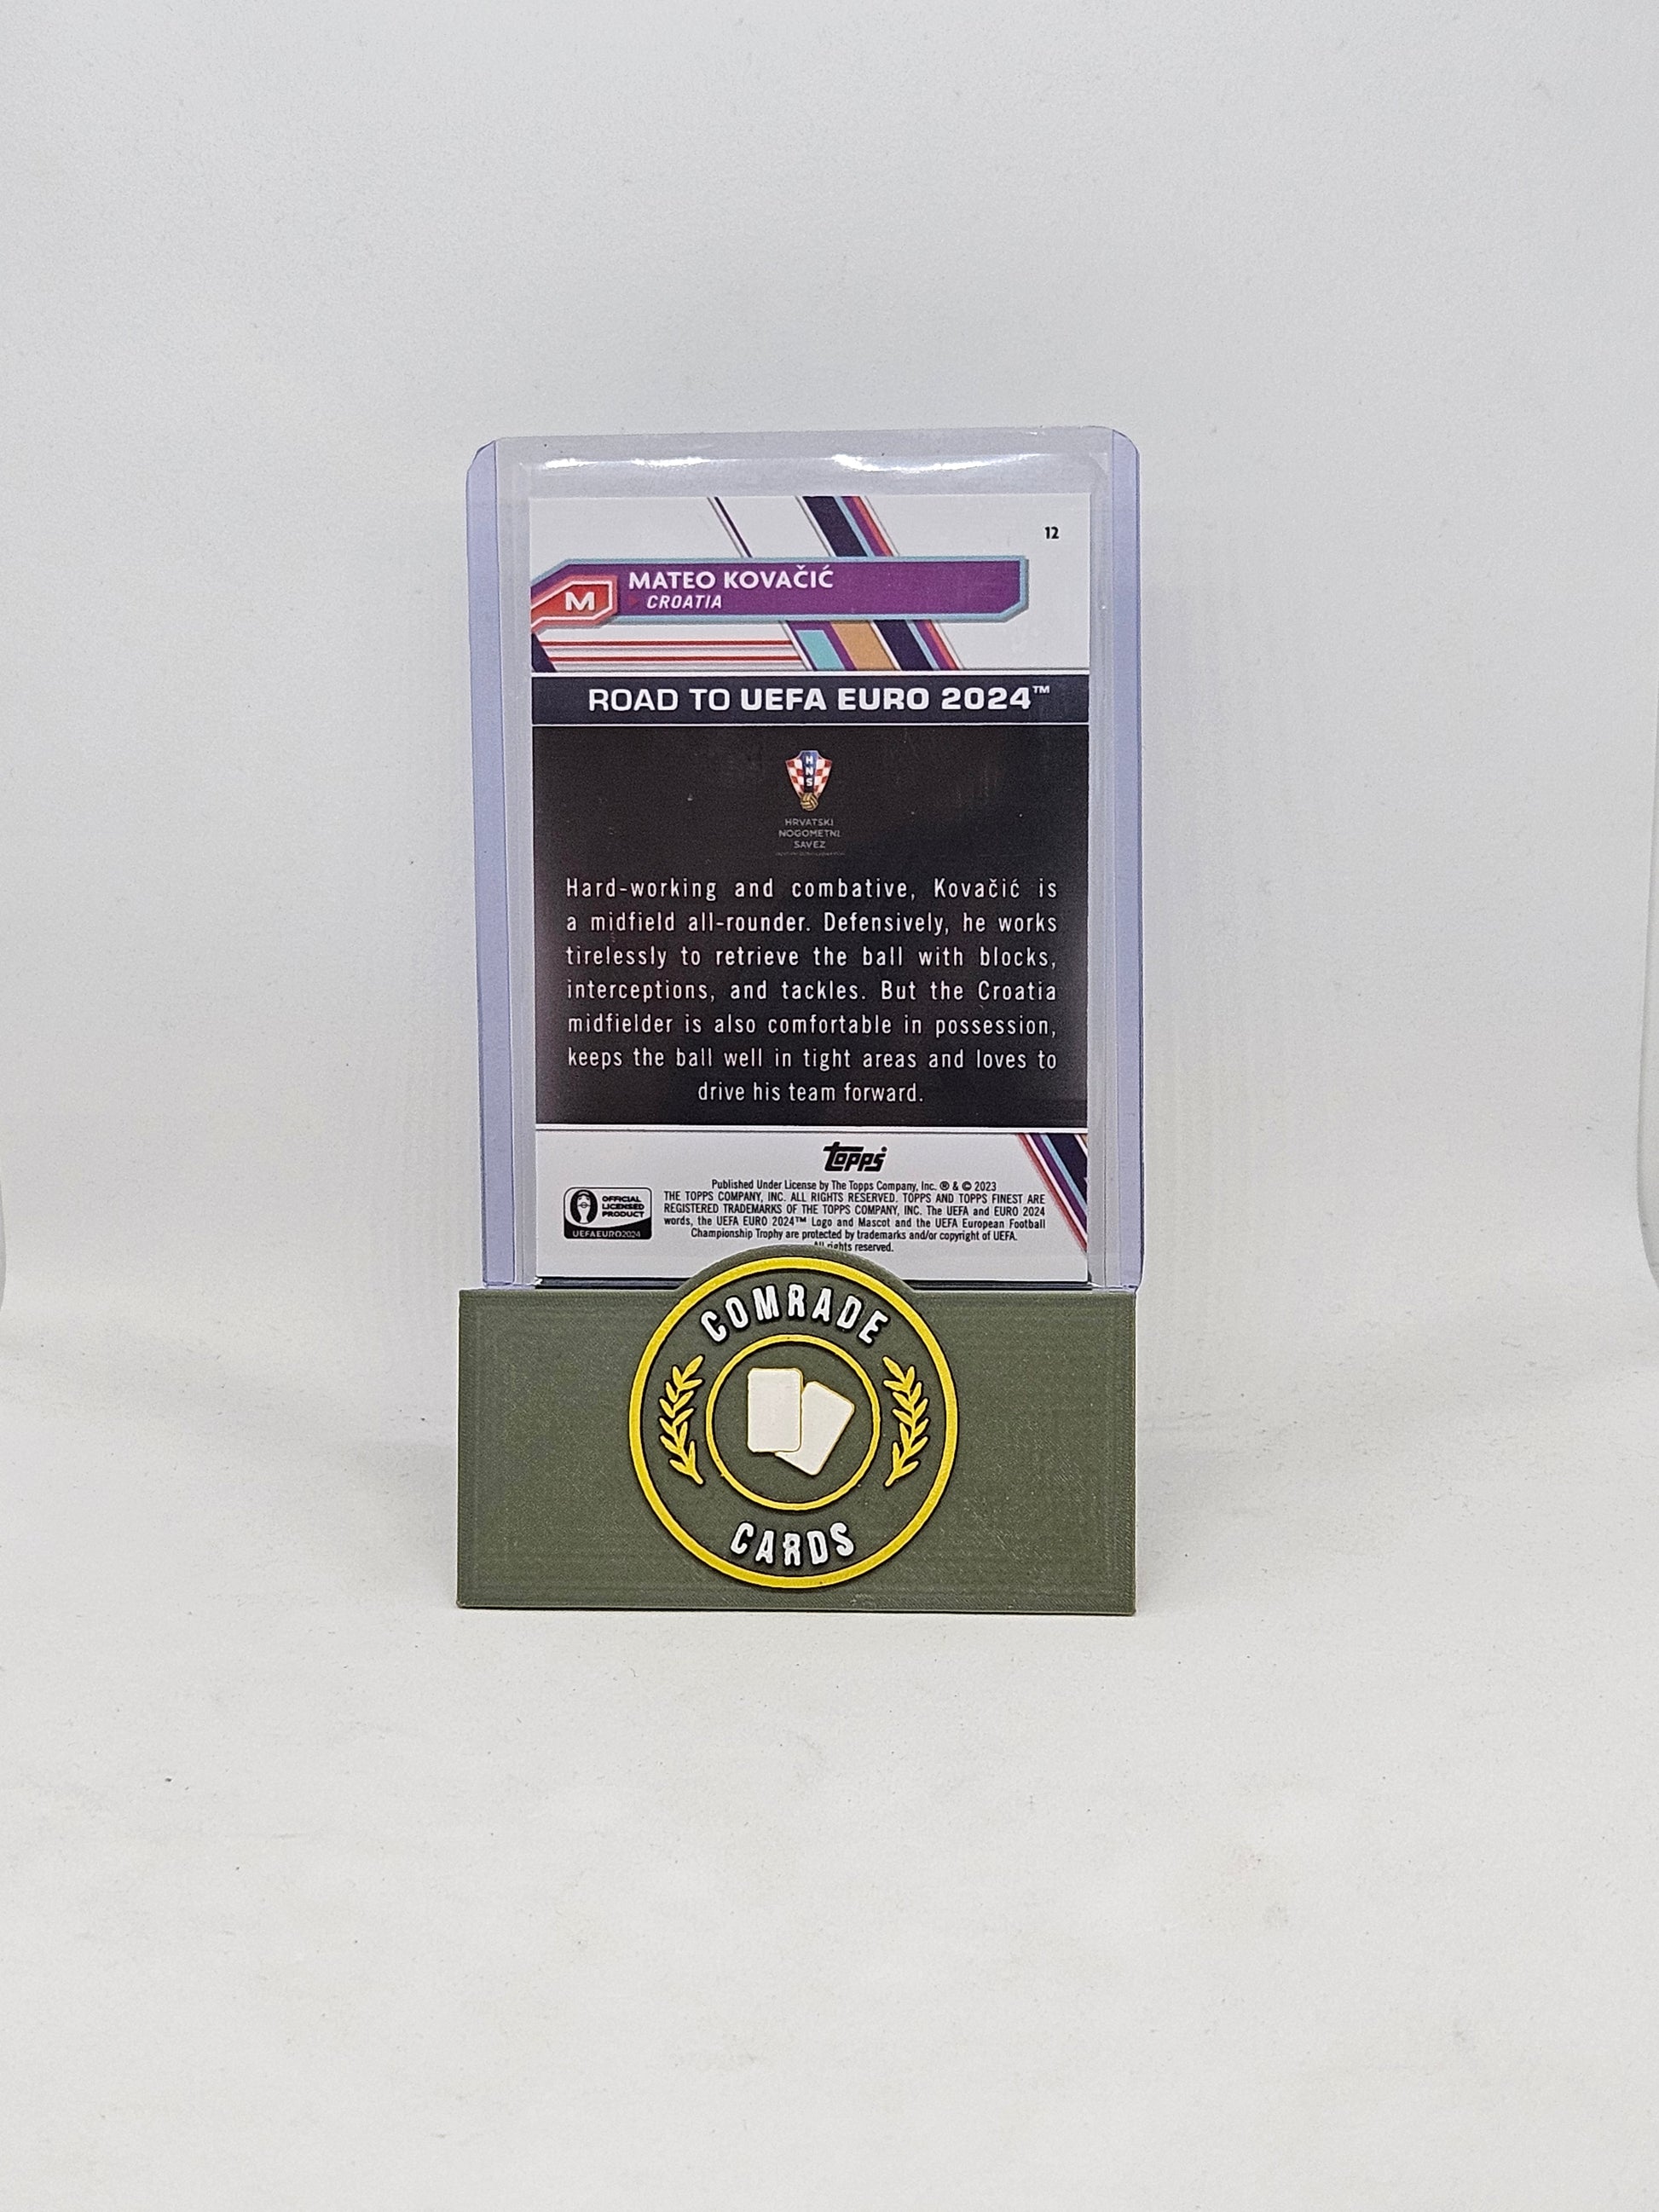 12
MATEO KOVAČIĆ
M
CROATIA
ROAD TO UEFA EURO 2024™
H
N
S
HRVATSKI
NOGOMETNI
SAVEZ
Hard-working and combative, Kovačić is
a midfield all-rounder. Defensively, he works
tirelessly to retrieve the ball with blocks,
interceptions, and tackles. But the Croatia
midfielder is also comfortable in possession,
keeps the ball well in tight areas and loves to
drive his team forward.
topps
OFFICIAL
LICENSED
PRODUCT
UEFAEURO2024
Published Under License by The Topps Company, Inc. ® & © 2023
THE TOPPS COMPANY, INC. ALL RIGHTS RESERVED. TOPPS AND TOPPS FINEST ARE
REGISTERED TRADEMARKS OF THE TOPPS COMPANY, INC. The UEFA and EURO 2024
words, the UEFA EURO 2024™ Logo and Mascot and the UEFA European Football
Championship Trophy are protected by trademarks and/or copyright of UEFA.
All rights reserved.
COMRADE
CARDS